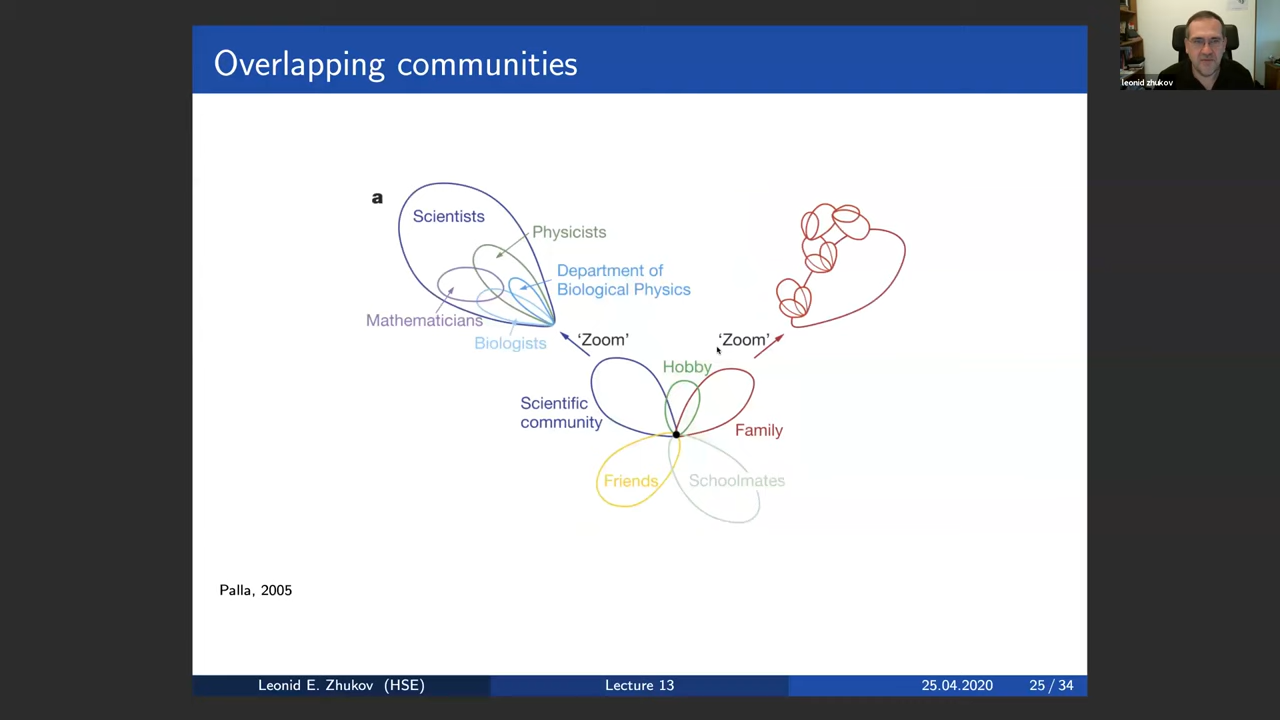 Overlapping communities
leonid zhukov
a
Scientists
Physicists
Department of
Biological Physics
Mathematicians
Biologists
'Zoom'
'Zoom'
Hobby
Scientific
community
Family
Friends
Schoolmates
Palla, 2005
Leonid E. Zhukov (HSE)
Lecture 13
25.04.2020
25 / 34